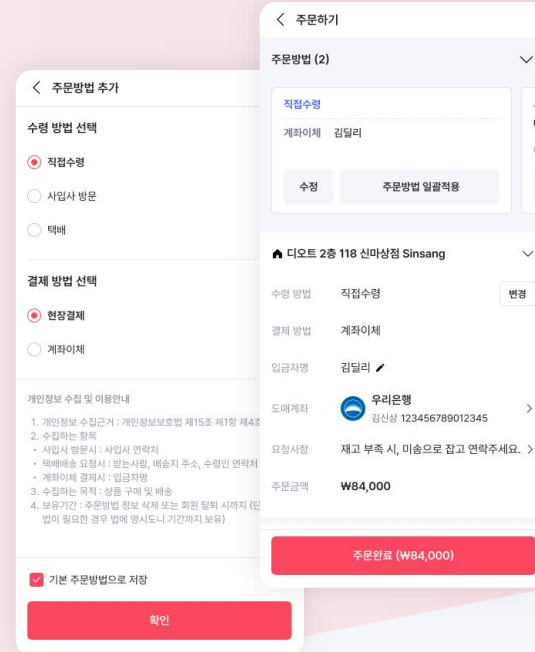 주문방법 추가
수령 방법 선택
직접수령
사입사 방문
택배
결제 방법 선택
현장결제
계좌이체
개인정보 수집 및 이용안내
1. 개인정보 수집근거 : 개인정보보호법 제15조 제1항 제4호
2. 수집하는 항목
• 사입사 방문시 : 사입사 연락처
• 택배배송 요청시 : 받는사람, 배송지 주소, 수령인 연락처
• 계좌이체 결제시 : 입금자명
3. 수집하는 목적 : 상품 구매 및 배송
4. 보유기간 : 주문방법 정보 삭제 또는 회원 탈퇴 시까지 (단
법이 필요한 경우 법에 명시도니 기간까지 보유)
기본 주문방법으로 저장
확인
주문하기
주문방법 (2)
직접수령
계좌이체 김딜리
수정 주문방법 일괄적용
디오트 2층 118 신마상점 Sinsang
수령 방법 직접수령 변경
결제 방법 계좌이체
입금자명 김딜리
도매계좌 우리은행
김신상 123456789012345
요청사항 재고 부족 시, 미송으로 잡고 연락주세요.
주문금액 ₩84,000
주문완료 (₩84,000)